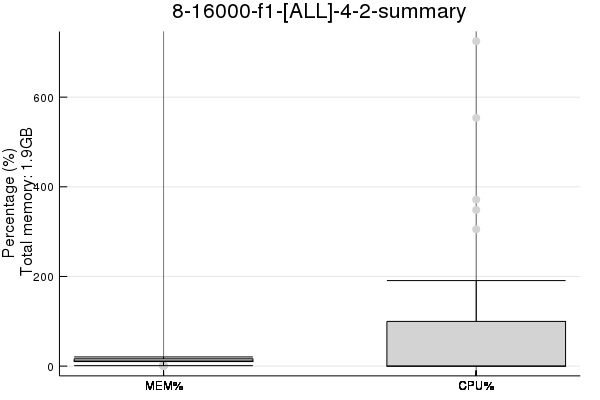 8-16000-f1-[ALL]-4-2-summary
Percentage (%)
Total memory: 1.9GB
600
400
200
0
MEM%
CPU%